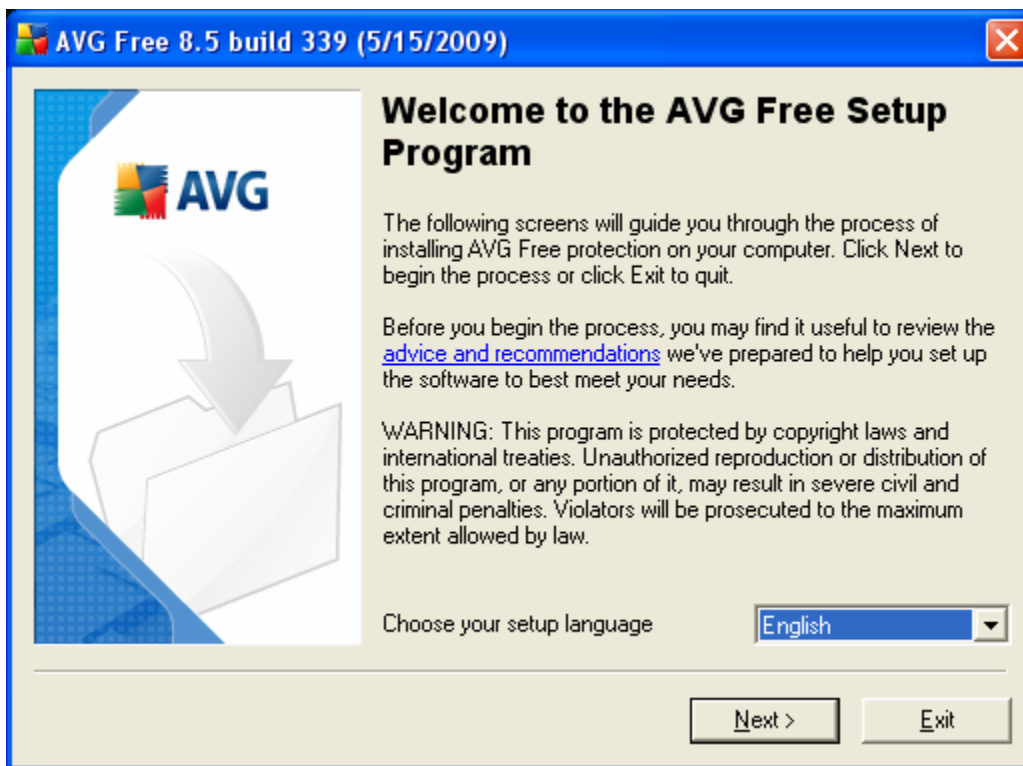 AVG Free 8.5 build 339 (5/15/2009)
AVG
Welcome to the AVG Free Setup
Program
The following screens will guide you through the process of
installing AVG Free protection on your computer. Click Next to
begin the process or click Exit to quit.
Before you begin the process, you may find it useful to review the
advice and recommendations we've prepared to help you set up
the software to best meet your needs.
WARNING: This program is protected by copyright laws and
international treaties. Unauthorized reproduction or distribution of
this program, or any portion of it, may result in severe civil and
criminal penalties. Violators will be prosecuted to the maximum
extent allowed by law.
Choose your setup language
English
Next >
Exit